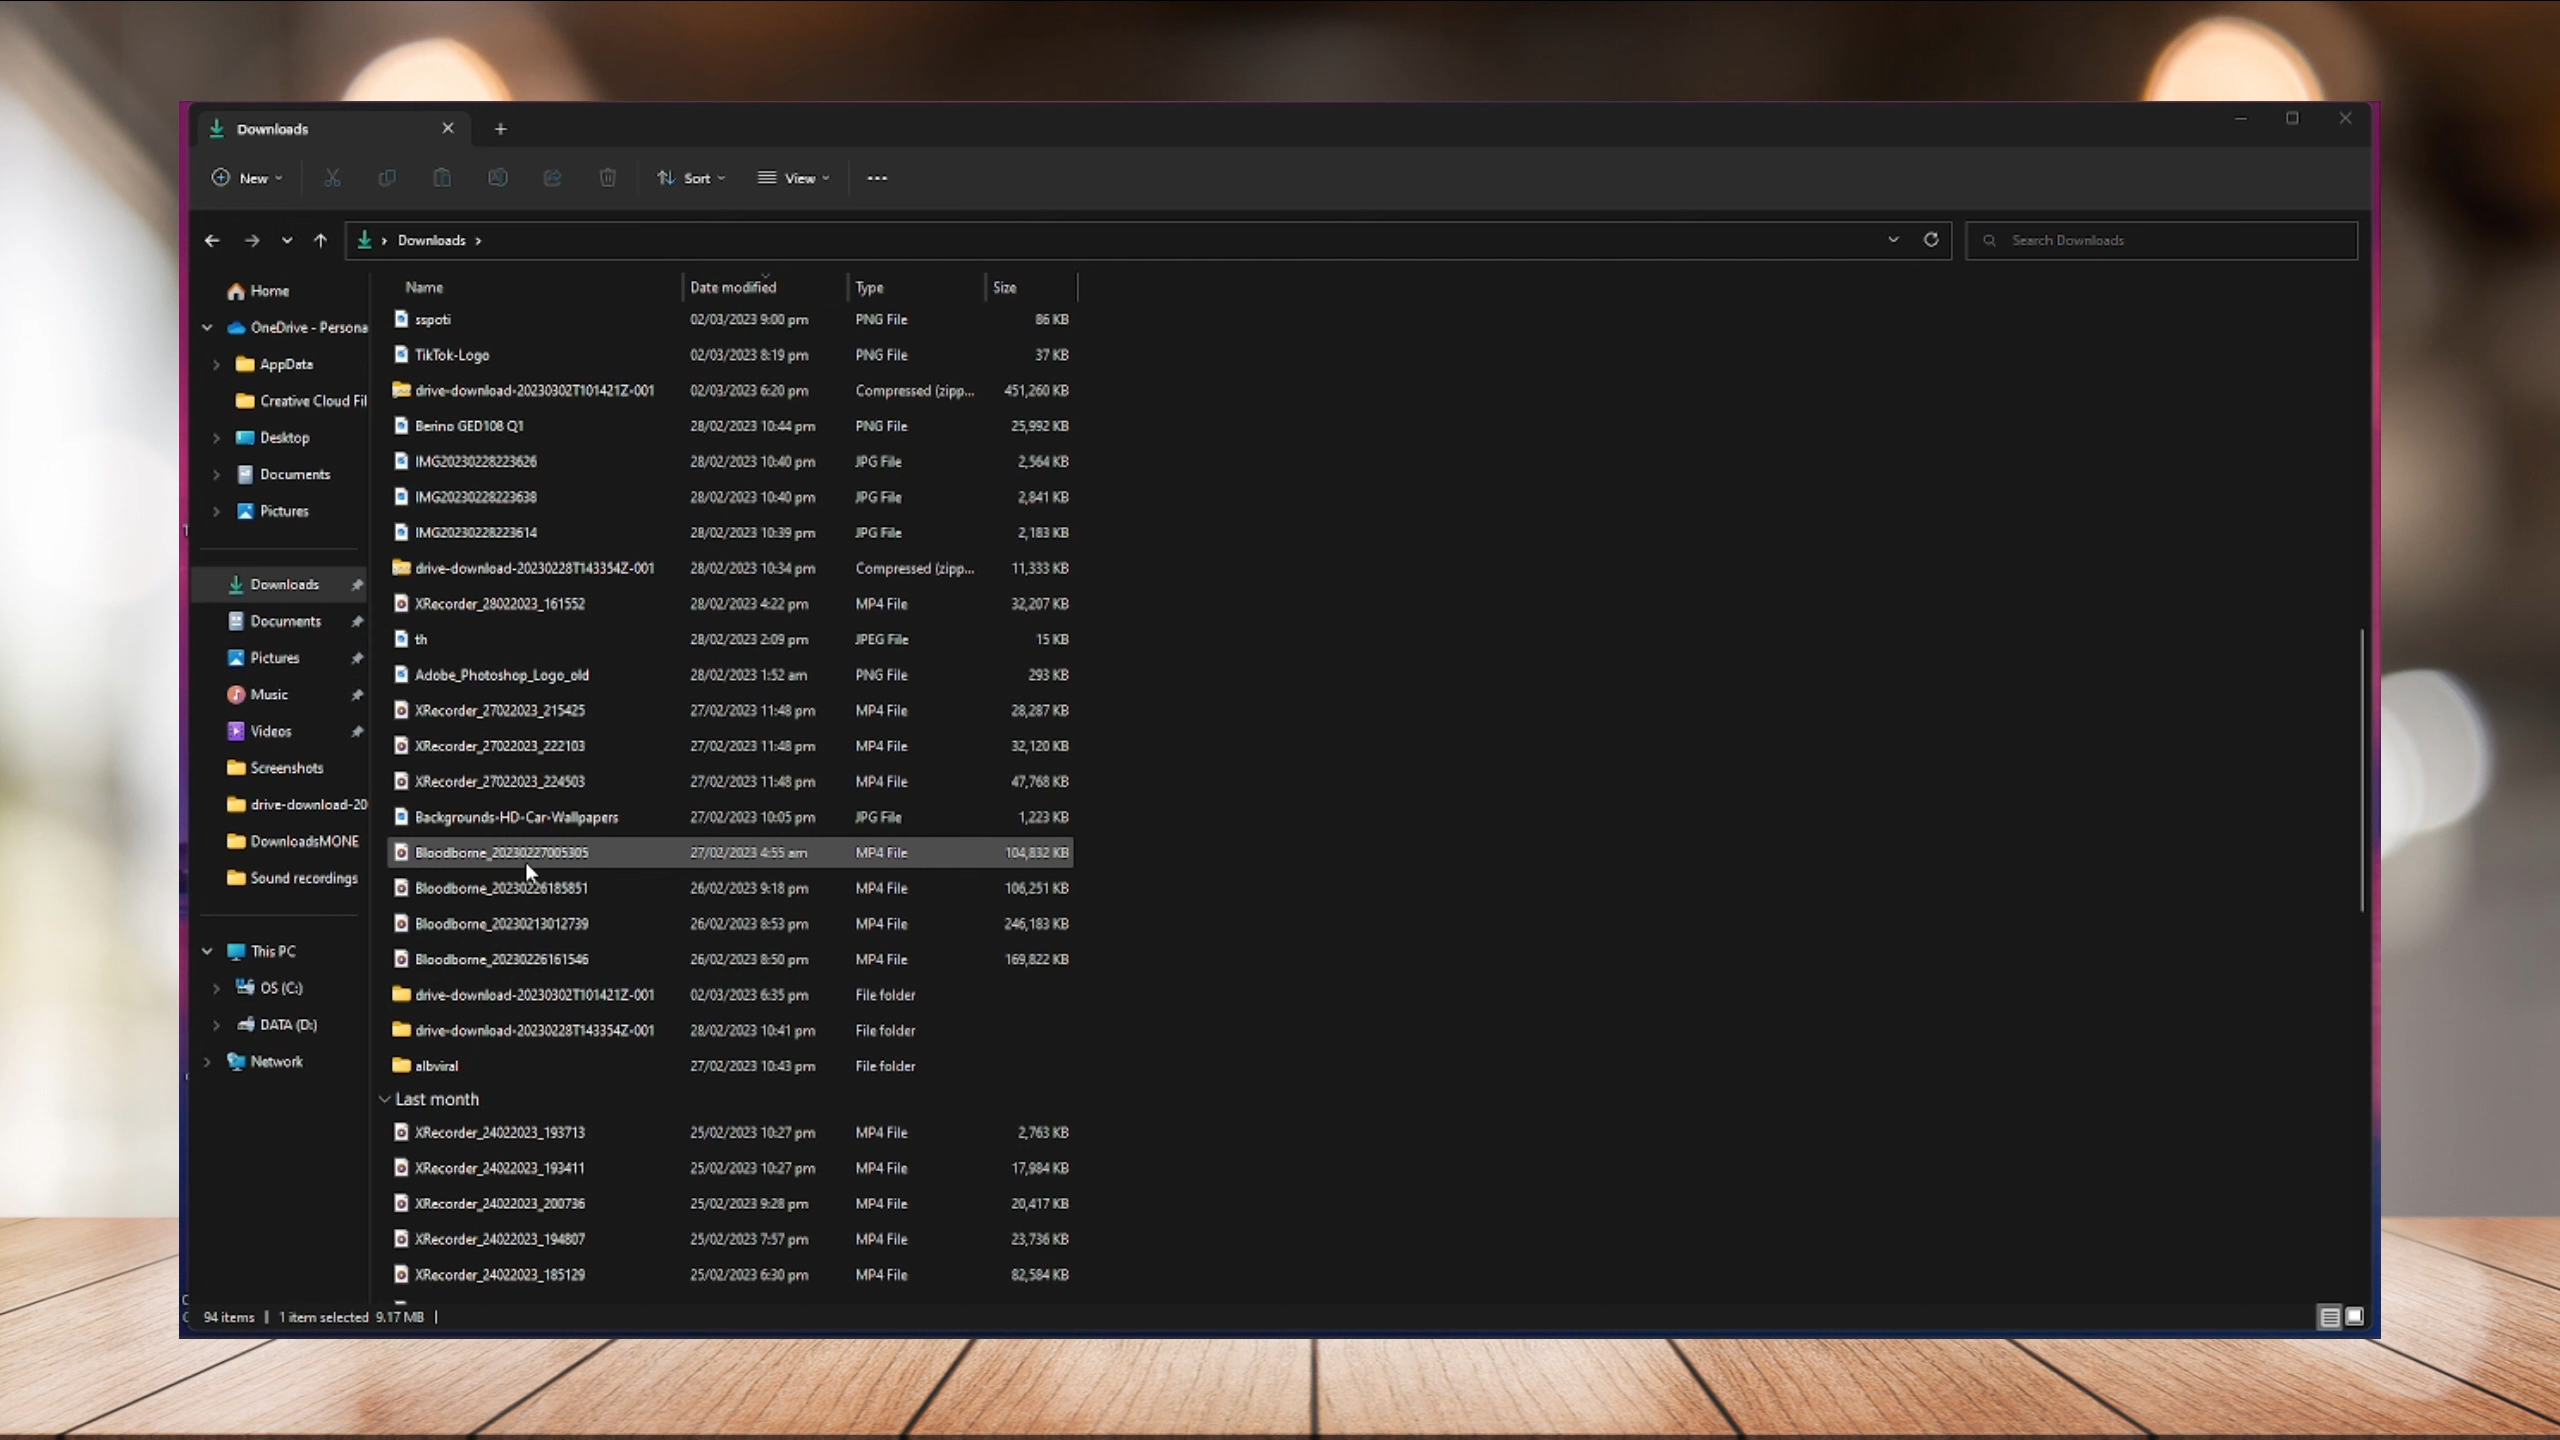 Downloads
New
Sort
View
Downloads
Search Downloads
Home
OneDrive - Persona
AppData
Creative Cloud Fil
Desktop
Documents
Pictures
Downloads
Documents
Pictures
Music
Videos
Screenshots
drive-download-20
DownloadsMONE
Sound recordings
This PC
OS (C:)
DATA (D:)
Network
Name Date modified Type Size
sspoti 02/03/2023 9:00 pm PNG File 86 KB
TikTok-Logo 02/03/2023 8:19 pm PNG File 37 KB
drive-download-20230302T101421Z-001 02/03/2023 6:20 pm Compressed (zipp... 451,260 KB
Berino GED108 Q1 28/02/2023 10:44 pm PNG File 25,992 KB
IMG20230228223626 28/02/2023 10:40 pm JPG File 2,564 KB
IMG20230228223638 28/02/2023 10:40 pm JPG File 2,841 KB
IMG20230228223614 28/02/2023 10:39 pm JPG File 2,183 KB
drive-download-20230228T143354Z-001 28/02/2023 10:34 pm Compressed (zipp... 11,333 KB
XRecorder_28022023_161552 28/02/2023 4:22 pm MP4 File 32,207 KB
th 28/02/2023 2:09 pm JPEG File 15 KB
Adobe_Photoshop_Logo_old 28/02/2023 1:52 am PNG File 293 KB
XRecorder_27022023_215425 27/02/2023 11:48 pm MP4 File 28,287 KB
XRecorder_27022023_222103 27/02/2023 11:48 pm MP4 File 32,120 KB
XRecorder_27022023_224503 27/02/2023 11:48 pm MP4 File 47,768 KB
Backgrounds-HD-Car-Wallpapers 27/02/2023 10:05 pm JPG File 1,223 KB
Bloodborne_20230227005305 27/02/2023 4:55 am MP4 File 104,832 KB
Bloodborne_20230226185851 26/02/2023 9:18 pm MP4 File 106,251 KB
Bloodborne_20230213012739 26/02/2023 8:53 pm MP4 File 246,183 KB
Bloodborne_20230226161546 26/02/2023 8:50 pm MP4 File 169,822 KB
drive-download-20230302T101421Z-001 02/03/2023 6:35 pm File folder
drive-download-20230228T143354Z-001 28/02/2023 10:41 pm File folder
albviral 27/02/2023 10:43 pm File folder
Last month
XRecorder_24022023_193713 25/02/2023 10:27 pm MP4 File 2,763 KB
XRecorder_24022023_193411 25/02/2023 10:27 pm MP4 File 17,984 KB
XRecorder_24022023_200736 25/02/2023 9:28 pm MP4 File 20,417 KB
XRecorder_24022023_194807 25/02/2023 7:57 pm MP4 File 23,736 KB
XRecorder_24022023_185129 25/02/2023 6:30 pm MP4 File 82,584 KB
94 items 1 item selected 9.17 MB